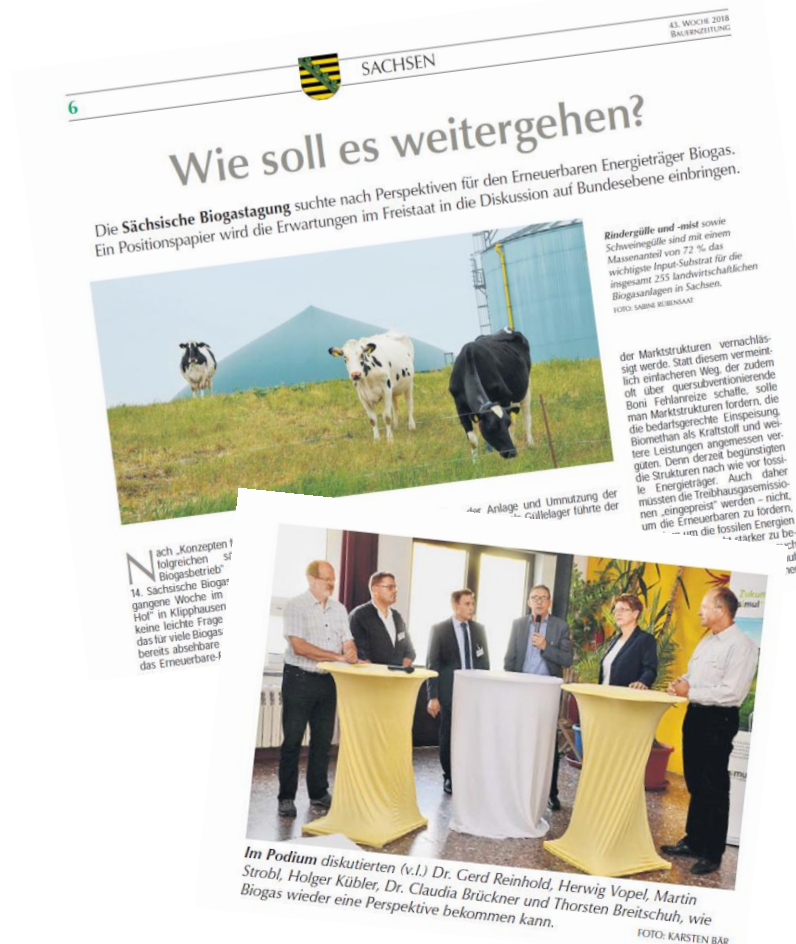 43. WOCHE 2018
BAUERNZEITUNG
6
SACHSEN
Wie soll es weitergehen?
Die Sächsische Biogastagung suchte nach Perspektiven für den Erneuerbaren Energieträger Biogas.
Ein Positionspapier wird die Erwartungen im Freistaat in die Diskussion auf Bundesebene einbringen.
Rindergülle und -mist sowie
Schweinegülle sind mit einem
Massenanteil von 72 % das
wichtigste Input-Substrat für die
insgesamt 255 landwirtschaftlichen
Biogasanlagen in Sachsen.
FOTO: SABINE RÜBENSAAT
Nach „Konzepten
folgreichen
Biogasbetrieb“
14. Sächsische Biogas
gangene Woche im
Hof“ in Klipphausen
keine leichte Frage
das für viele Biogas
bereits absehbare
das Erneuerbare-
Anlage und Umnutzung der
Güllelager führte der
der Marktstrukturen vernachläs-
sigt werde. Statt diesem vermeint-
lich einfacheren Weg, der zudem
oft über quersubventionierende
Boni Fehlanreize schaffe, solle
man Marktstrukturen fordern, die
die bedarfsgerechte Einspeisung,
Biomethan als Kraftstoff und wei-
tere Leistungen angemessen ver-
güten. Denn derzeit begünstigten
die Strukturen nach wie vor fossi-
le Energieträger. Auch daher
müssten die Treibhausgasemissio-
nen „eingepreist“ werden – nicht,
um die Erneuerbaren zu fördern,
um die fossilen Energien
stärker zu be-
Im Podium diskutierten (v.l.) Dr. Gerd Reinhold, Herwig Vopel, Martin
Strobl, Holger Kübler, Dr. Claudia Brückner und Thorsten Breitschuh, wie
Biogas wieder eine Perspektive bekommen kann.
FOTO: KARSTEN BÄR